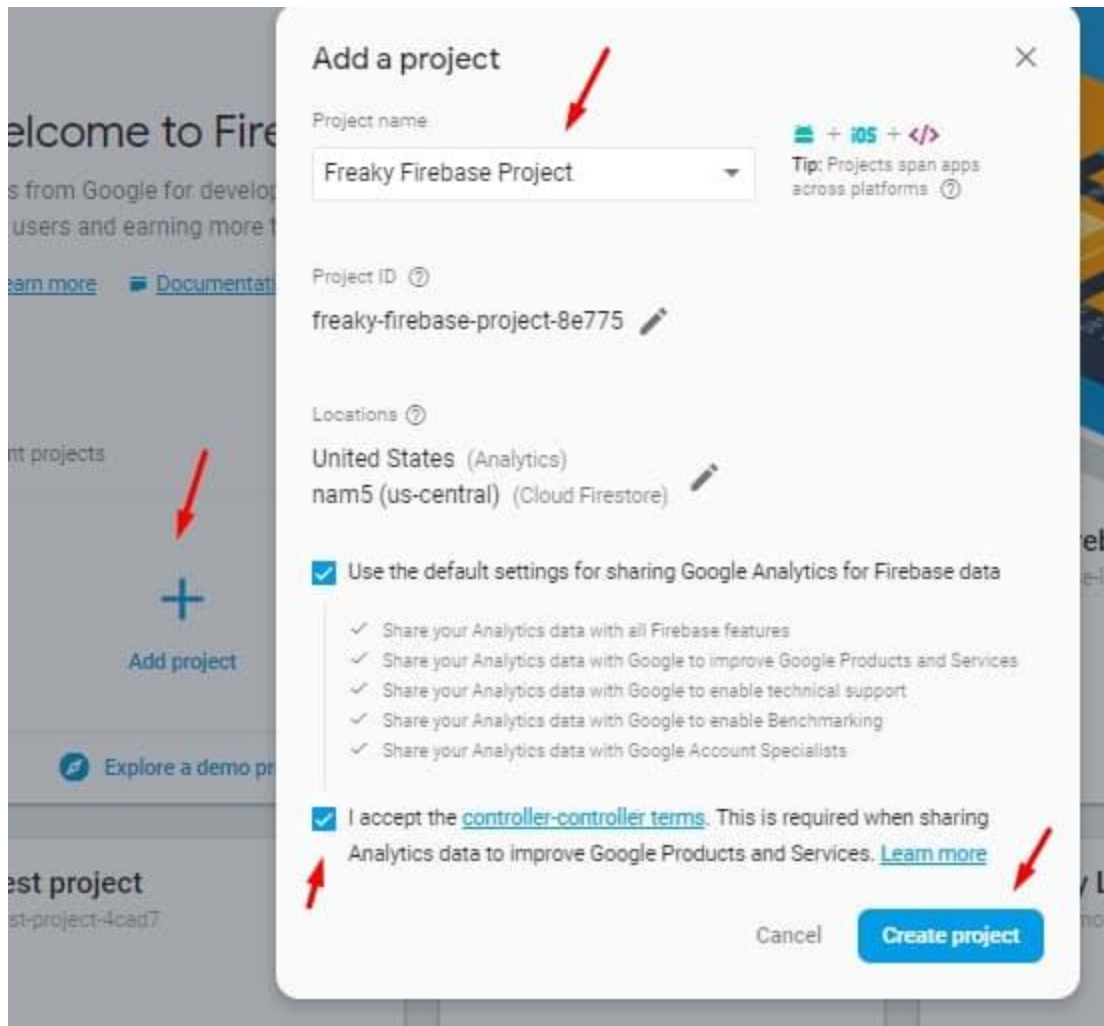 Add a project
Project name
Freaky Firebase Project
+ iOS + </>
Tip: Projects span apps
across platforms
Project ID
freaky-firebase-project-8e775
Locations
United States (Analytics)
nam5 (us-central) (Cloud Firestore)
Use the default settings for sharing Google Analytics for Firebase data
Share your Analytics data with all Firebase features
Share your Analytics data with Google to improve Google Products and Services
Share your Analytics data with Google to enable technical support
Share your Analytics data with Google to enable Benchmarking
Share your Analytics data with Google Account Specialists
I accept the controller-controller terms. This is required when sharing
Analytics data to improve Google Products and Services. Learn more
Cancel
Create project
elcome to Fire
s from Google for develop
users and earning more t
earn more
Documentati
nt projects
+
Add project
Explore a demo pr
est project
st-project-4cad7